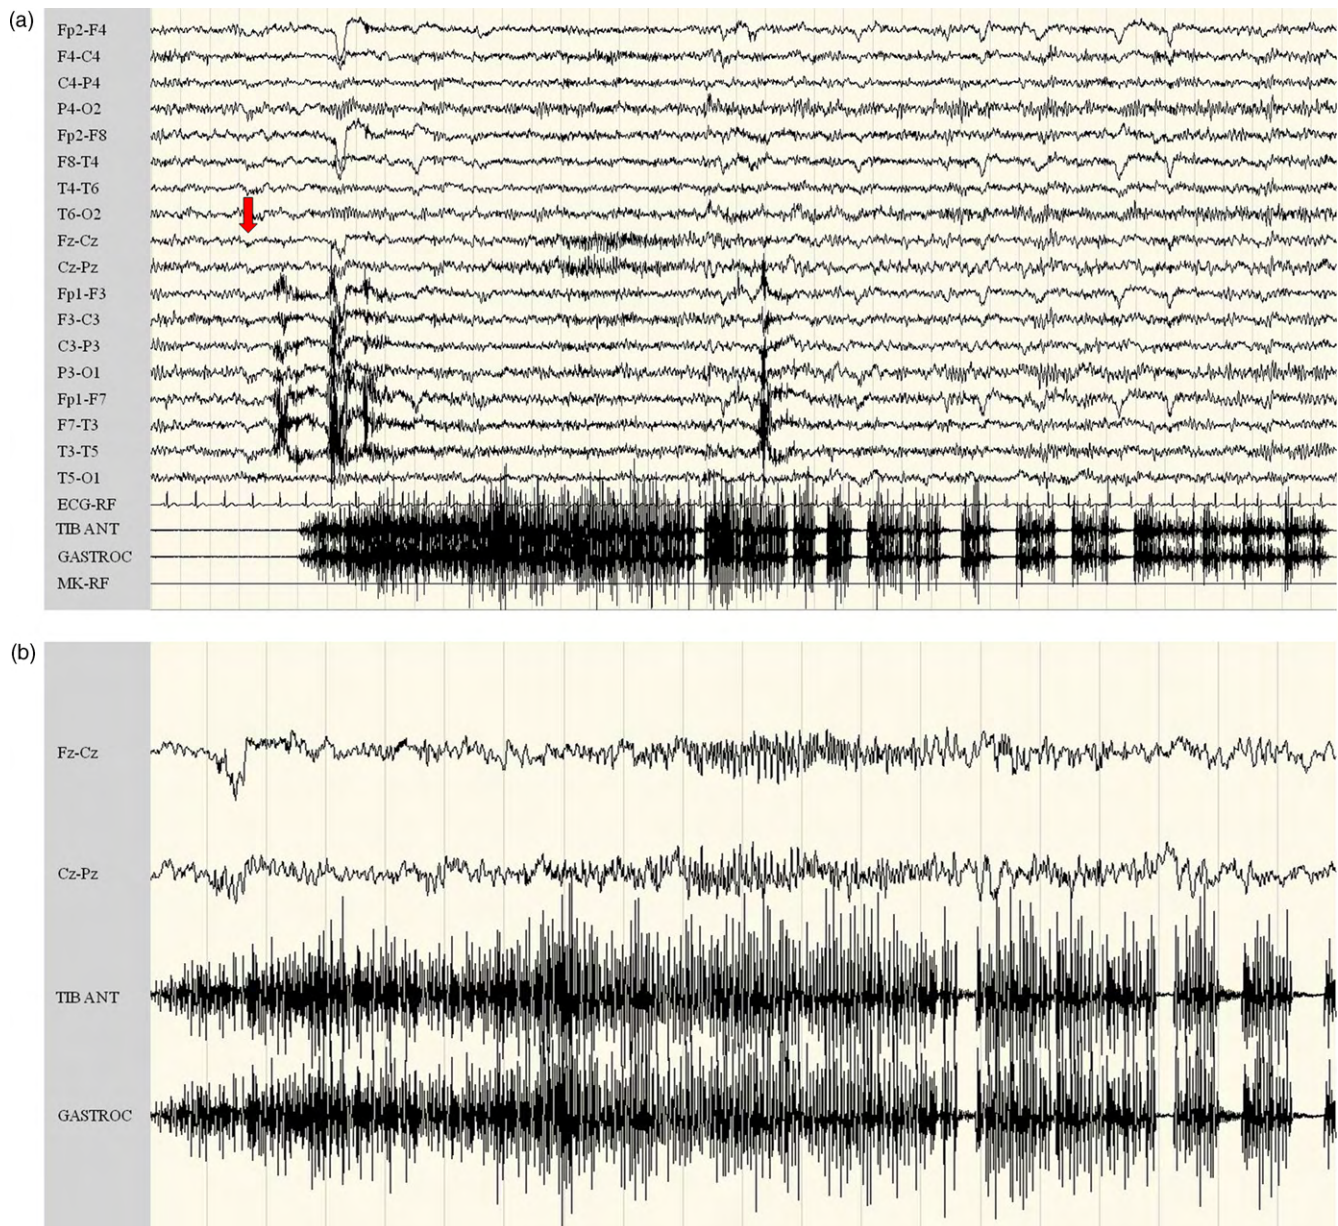 (a)
Fp2-F4
F4-C4
C4-P4
P4-O2
Fp2-F8
F8-T4
T4-T6
T6-O2
Fz-Cz
Cz-Pz
Fp1-F3
F3-C3
C3-P3
P3-O1
Fp1-F7
F7-T3
T3-T5
T5-O1
ECG-RF
TIB ANT
GASTROC
MK-RF
(b)
Fz-Cz
Cz-Pz
TIB ANT
GASTROC